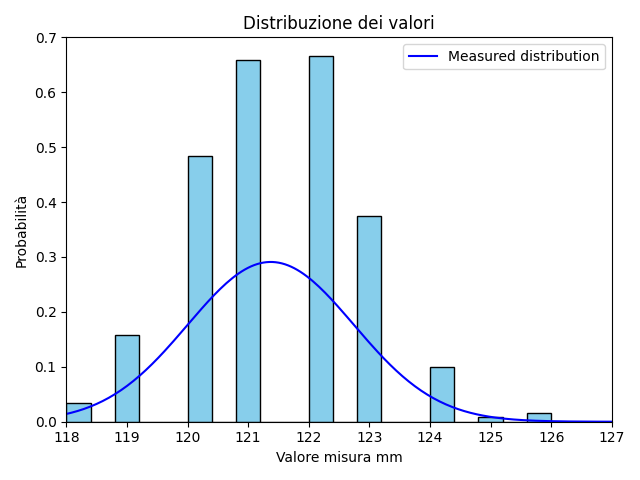 Distribuzione dei valori
Measured distribution
Probabilità
0.7
0.6
0.5
0.4
0.3
0.2
0.1
0.0
118 119 120 121 122 123 124 125 126 127
Valore misura mm